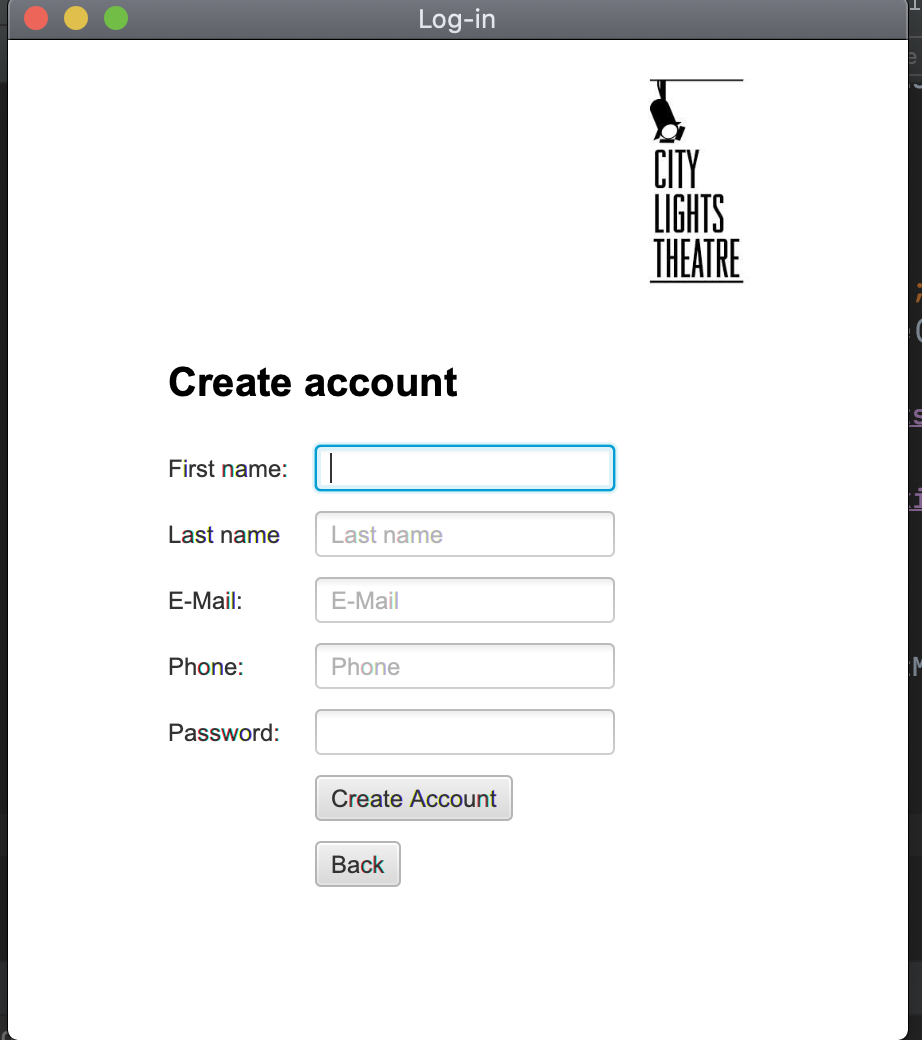 Log-in
CITY
LIGHTS
THEATRE
Create account
First name:
Last name Last name
E-Mail: E-Mail
Phone: Phone
Password:
Create Account
Back